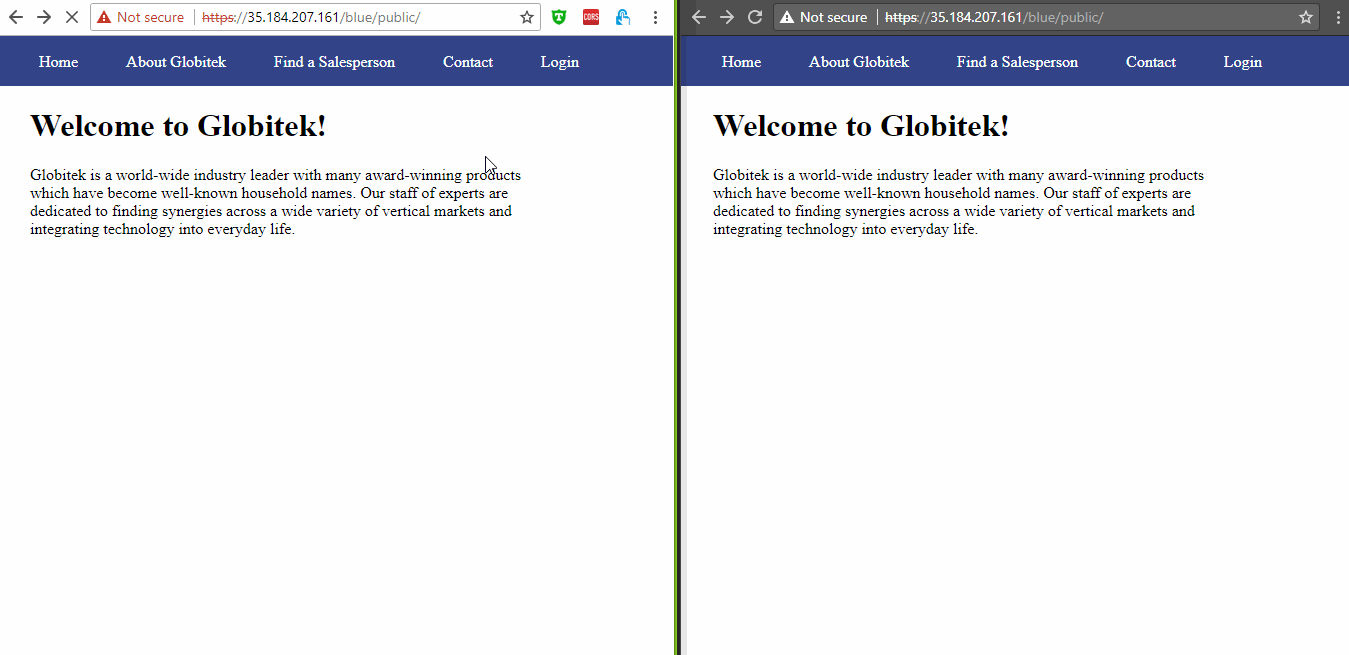 Not secure https://35.184.207.161/blue/public/ CORS
Home About Globitek Find a Salesperson Contact Login
Welcome to Globitek!
Globitek is a world-wide industry leader with many award-winning products
which have become well-known household names. Our staff of experts are
dedicated to finding synergies across a wide variety of vertical markets and
integrating technology into everyday life.
Not secure https://35.184.207.161/blue/public/
Home About Globitek Find a Salesperson Contact Login
Welcome to Globitek!
Globitek is a world-wide industry leader with many award-winning products
which have become well-known household names. Our staff of experts are
dedicated to finding synergies across a wide variety of vertical markets and
integrating technology into everyday life.